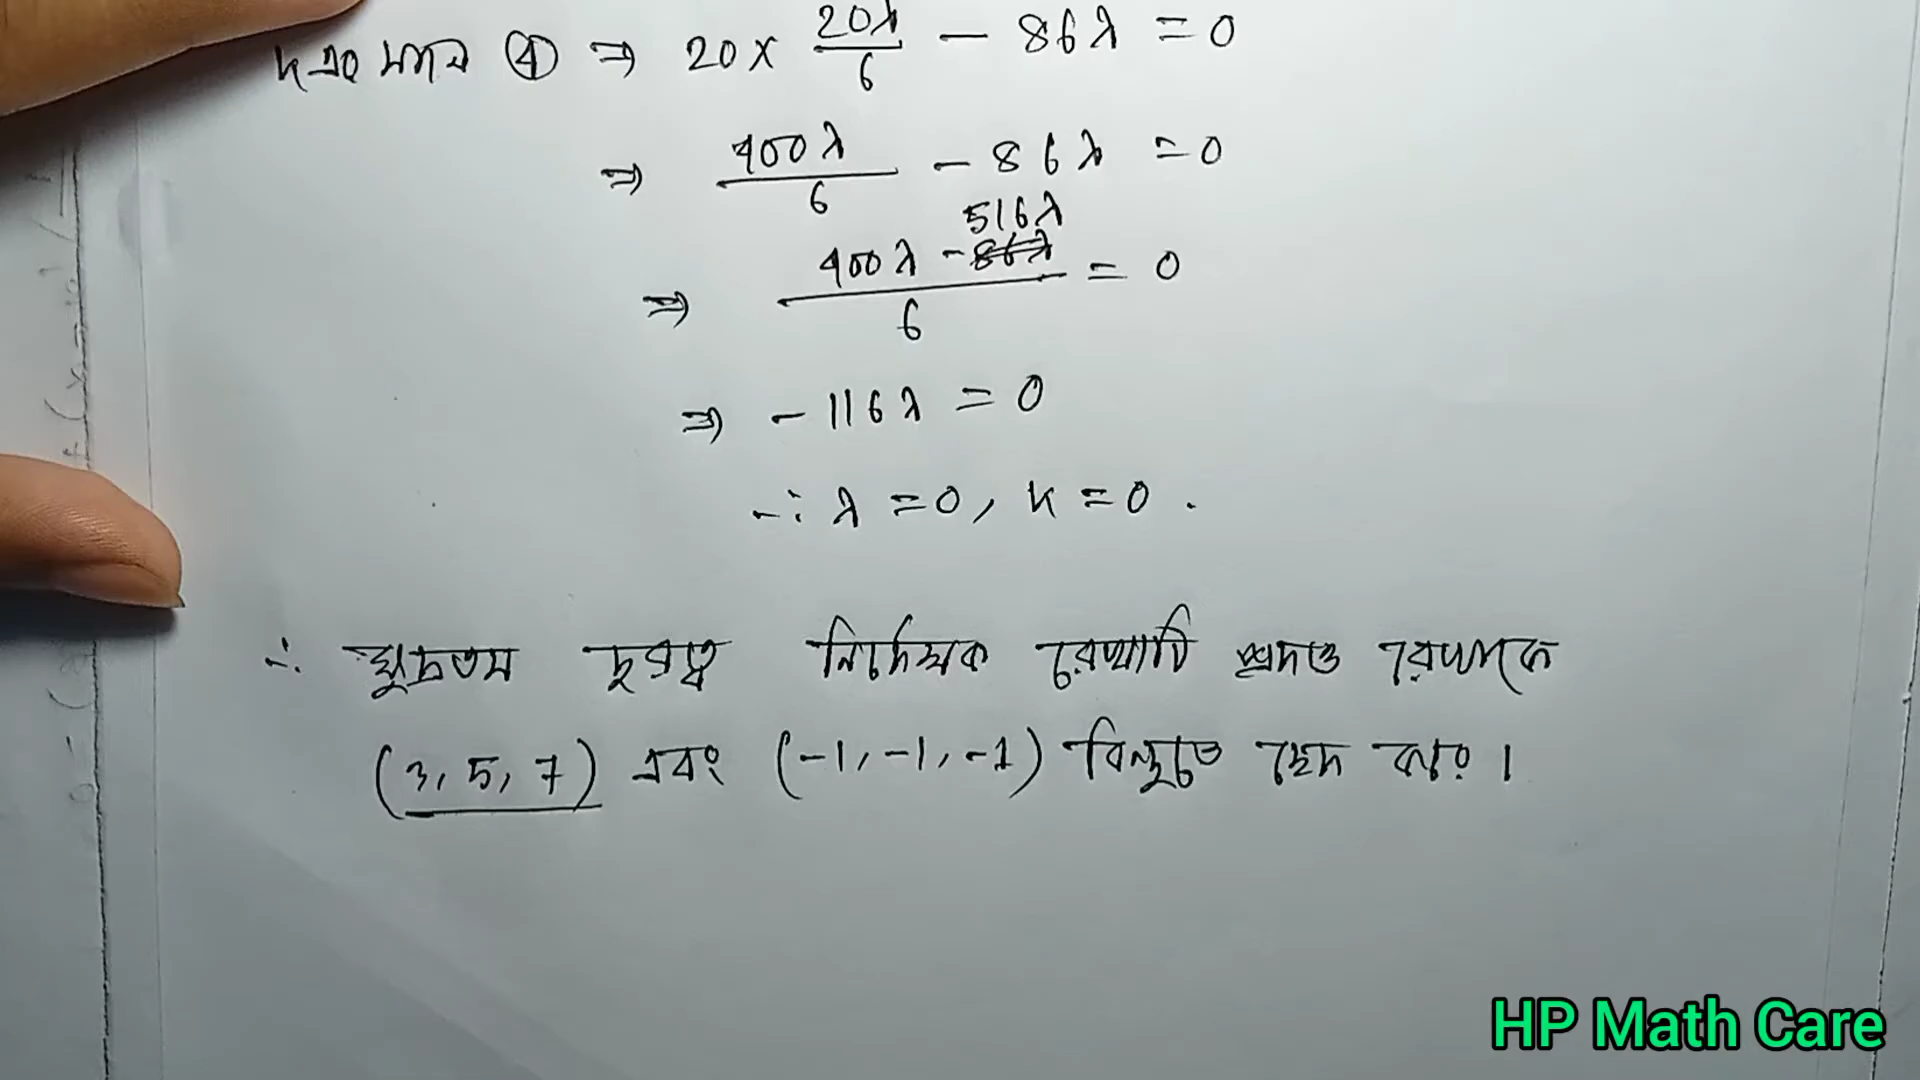 k এর মান ④ ⇒ 20 × 20λ/6 − 86λ = 0
⇒ 400λ/6 − 86λ = 0
516λ
⇒ (400λ − 86λ)/6 = 0
⇒ −116λ = 0
∴ λ = 0, k = 0 .
∴ ক্ষুদ্রতম দূরত্ব নির্দেশক রেখাটি প্রদত্ত রেখাকে
(3, 5, 7) এবং (−1, −1, −1) বিন্দুতে ছেদ করে।
HP Math Care